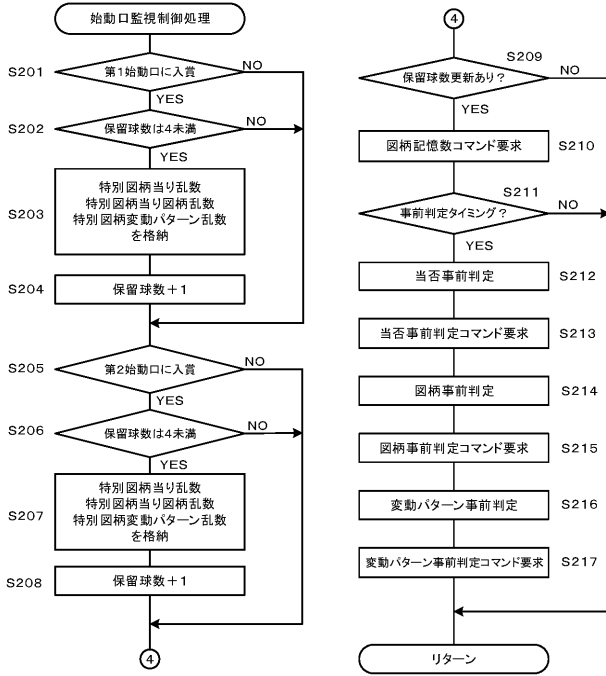 始動口監視制御処理
S201
第1始動口に入賞
NO
YES
S202
保留球数は4未満
NO
YES
S203
特別図柄当り乱数
特別図柄当り図柄乱数
特別図柄変動パターン乱数
を格納
S204
保留球数+1
S205
第2始動口に入賞
NO
YES
S206
保留球数は4未満
NO
YES
S207
特別図柄当り乱数
特別図柄当り図柄乱数
特別図柄変動パターン乱数
を格納
S208
保留球数+1
4
4
S209
保留球数更新あり?
NO
YES
図柄記憶数コマンド要求
S210
S211
事前判定タイミング?
NO
YES
当否事前判定
S212
当否事前判定コマンド要求
S213
図柄事前判定
S214
図柄事前判定コマンド要求
S215
変動パターン事前判定
S216
変動パターン事前判定コマンド要求
S217
リターン